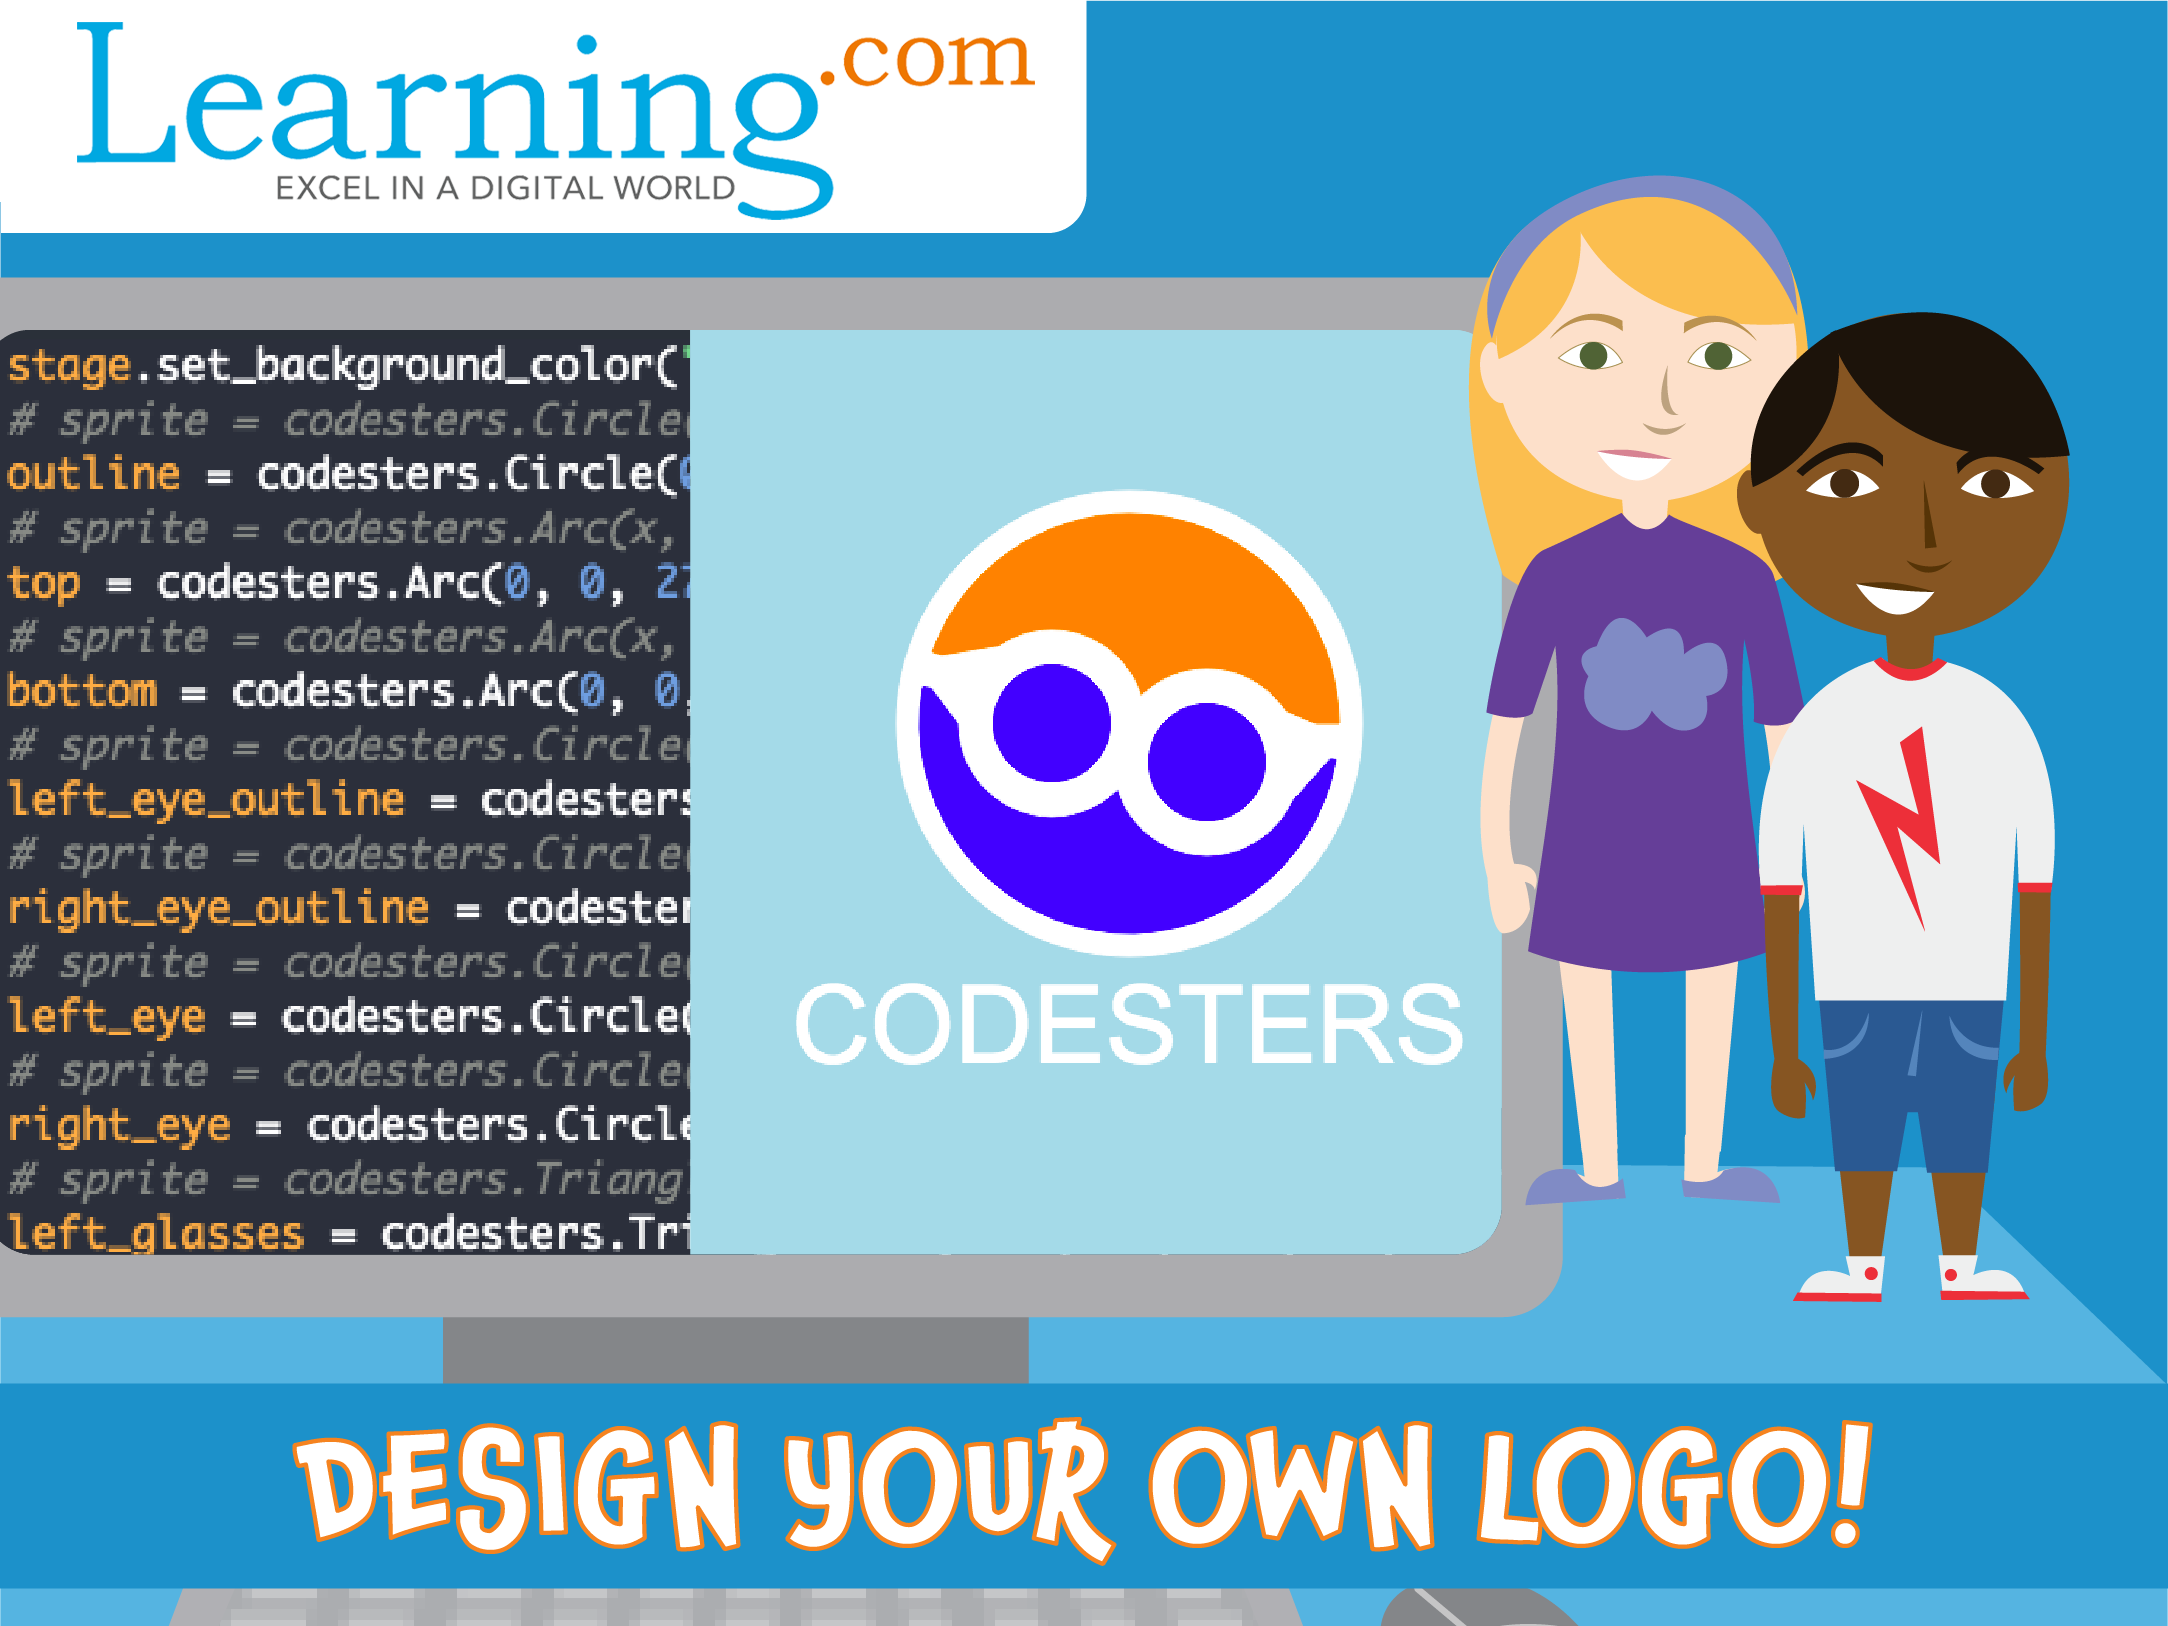 Learning.com
EXCEL IN A DIGITAL WORLD
stage.set_background_color("
# sprite = codesters.Circle(
outline = codesters.Circle(0
# sprite = codesters.Arc(x,
top = codesters.Arc(0, 0, 27
# sprite = codesters.Arc(x,
bottom = codesters.Arc(0, 0,
# sprite = codesters.Circle(
left_eye_outline = codesters
# sprite = codesters.Circle(
right_eye_outline = codester
# sprite = codesters.Circle(
left_eye = codesters.Circle(
# sprite = codesters.Circle(
right_eye = codesters.Circle
# sprite = codesters.Triang
left_glasses = codesters.Tri
CODESTERS
DESIGN YOUR OWN LOGO!